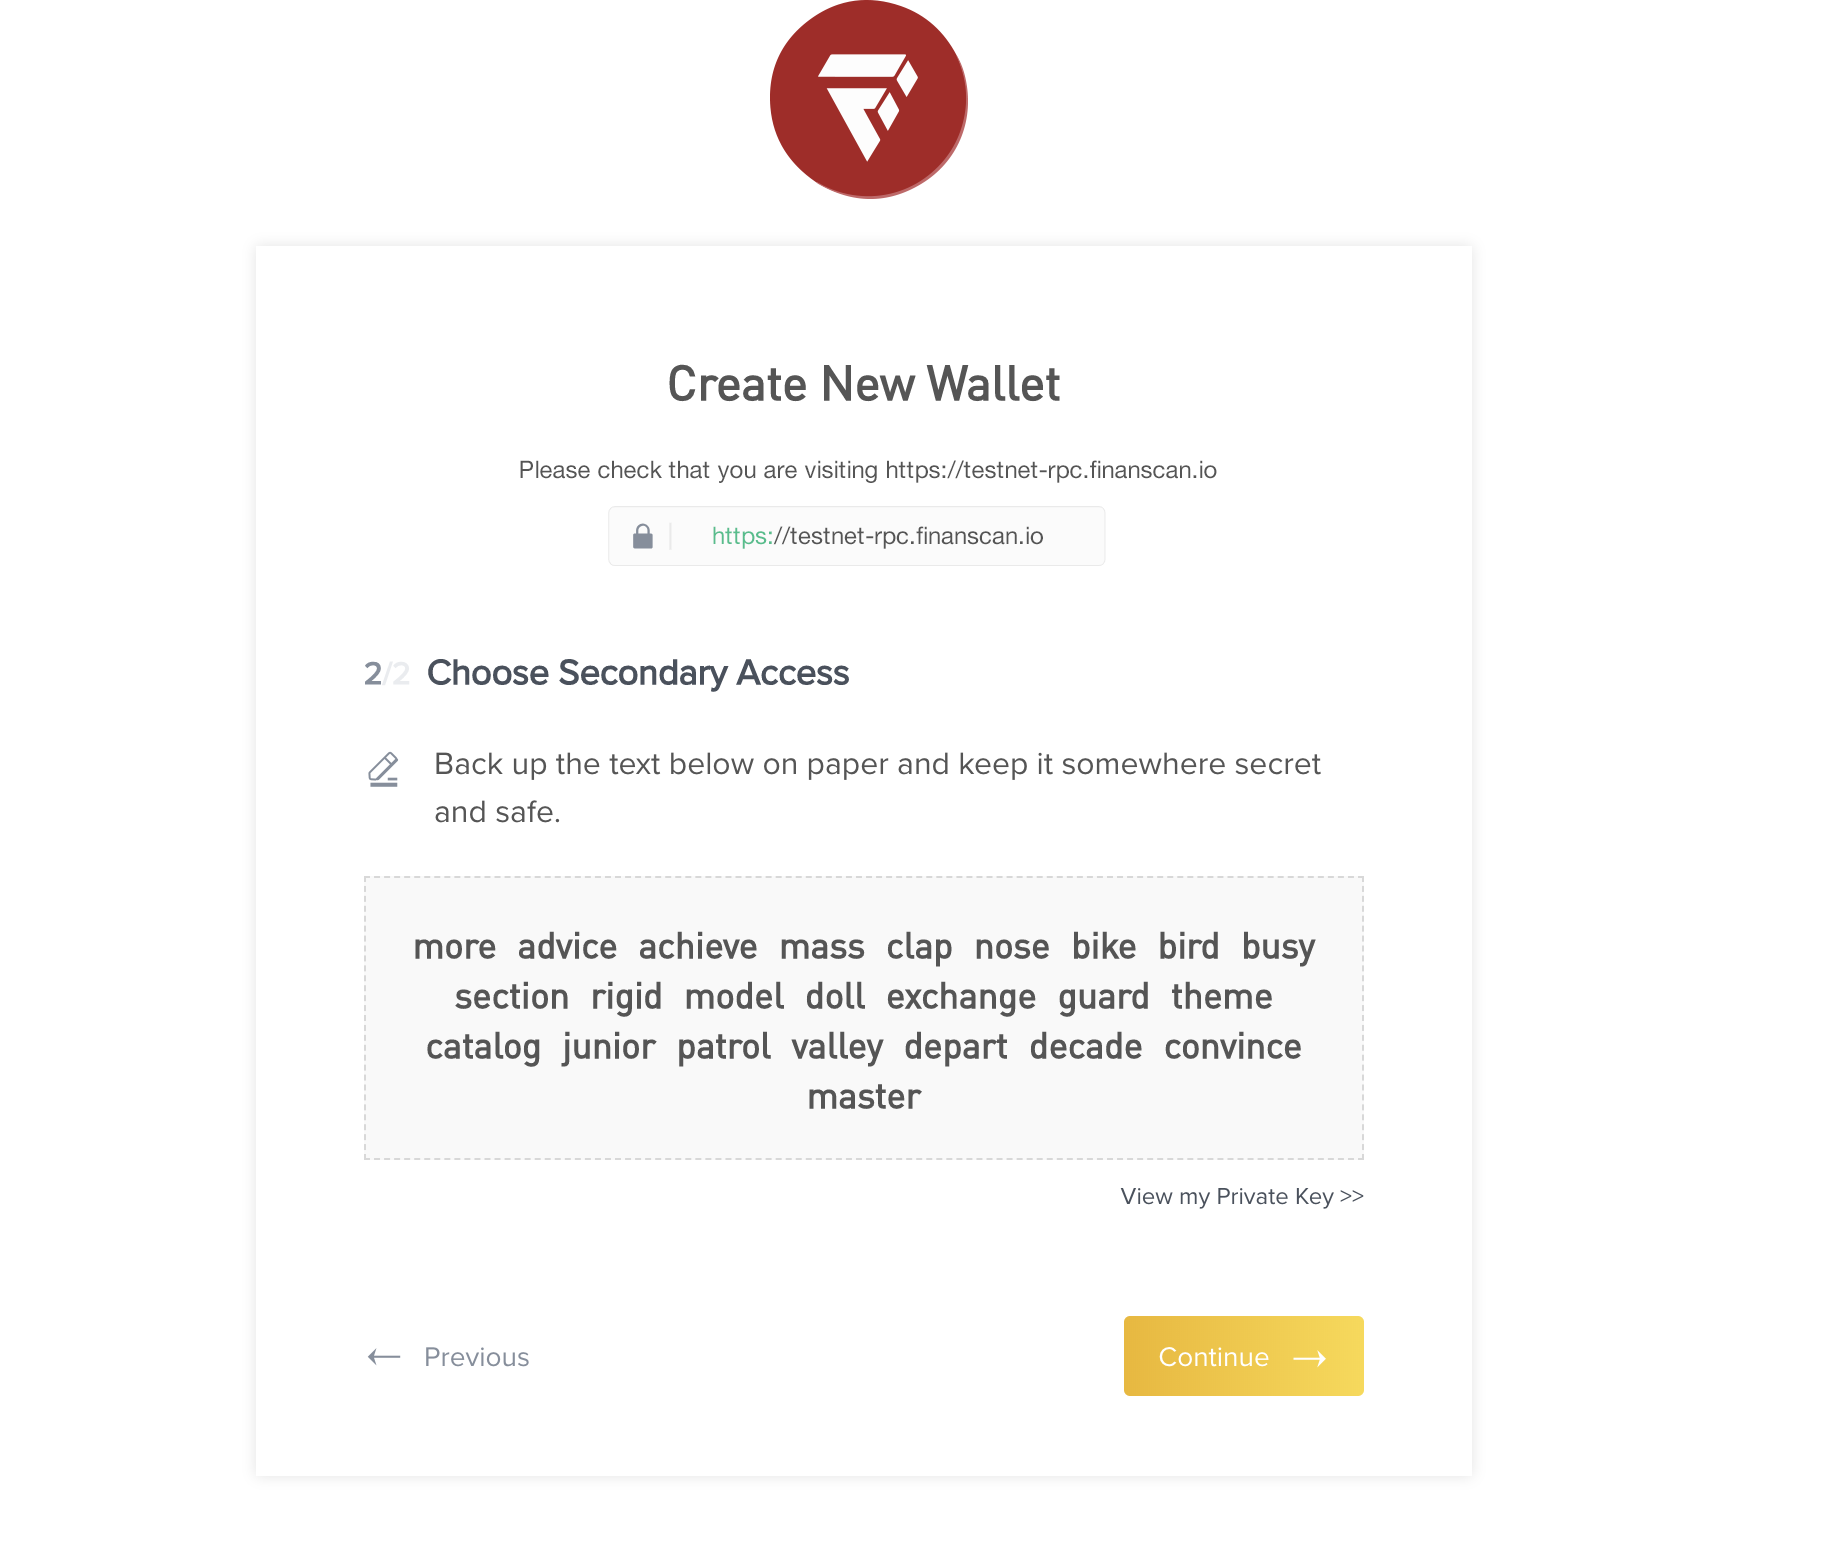 Create New Wallet
Please check that you are visiting https://testnet-rpc.finanscan.io
https://testnet-rpc.finanscan.io
2/2 Choose Secondary Access
Back up the text below on paper and keep it somewhere secret
and safe.
more advice achieve mass clap nose bike bird busy
section rigid model doll exchange guard theme
catalog junior patrol valley depart decade convince
master
View my Private Key >>
Previous
Continue